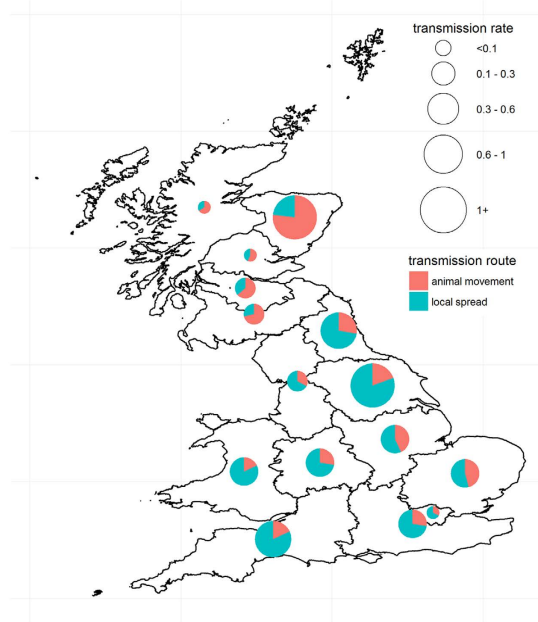 transmission rate
<0.1
0.1 - 0.3
0.3 - 0.6
0.6 - 1
1+
transmission route
animal movement
local spread